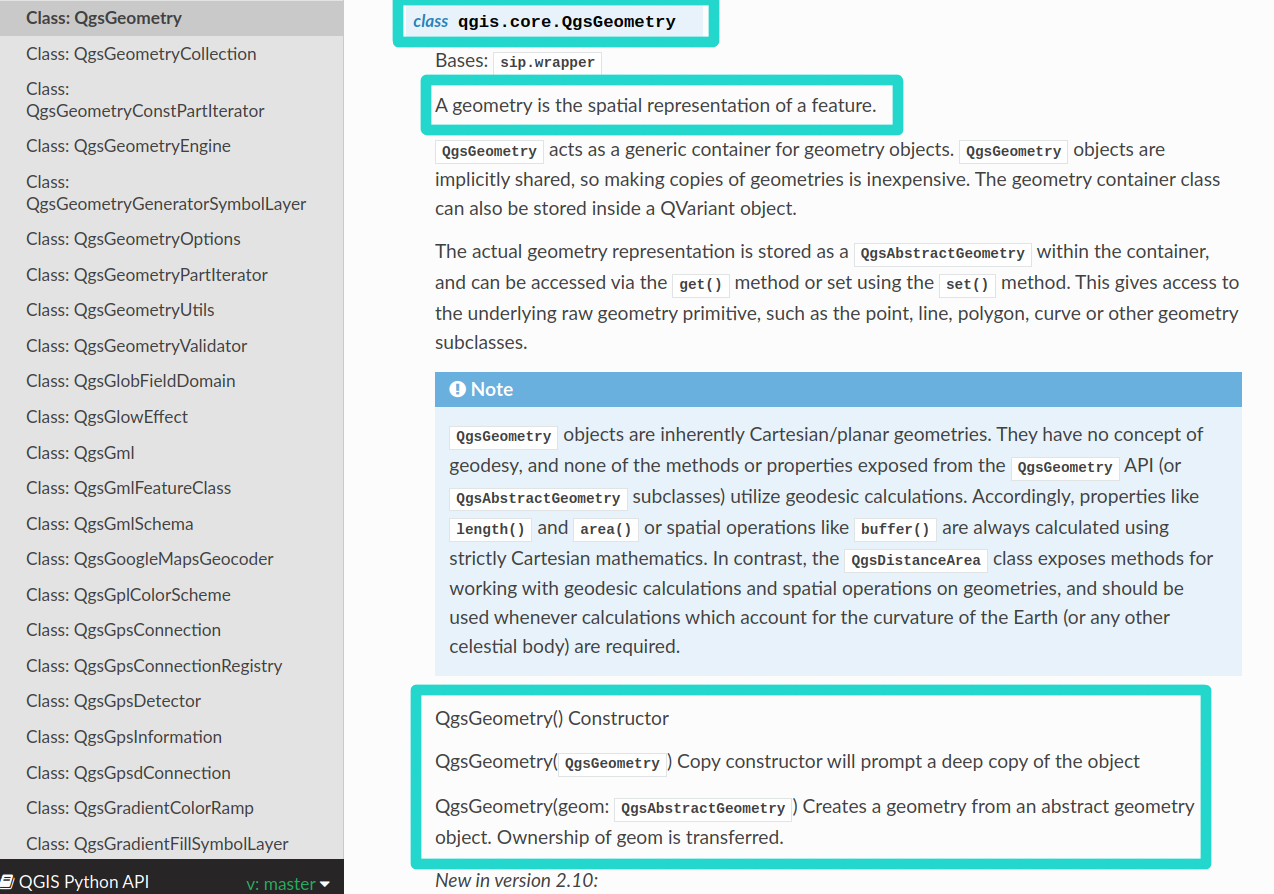 Class: QgsGeometry
Class: QgsGeometryCollection
Class:
QgsGeometryConstPartIterator
Class: QgsGeometryEngine
Class:
QgsGeometryGeneratorSymbolLayer
Class: QgsGeometryOptions
Class: QgsGeometryPartIterator
Class: QgsGeometryUtils
Class: QgsGeometryValidator
Class: QgsGlobFieldDomain
Class: QgsGlowEffect
Class: QgsGml
Class: QgsGmlFeatureClass
Class: QgsGmlSchema
Class: QgsGoogleMapsGeocoder
Class: QgsGplColorScheme
Class: QgsGpsConnection
Class: QgsGpsConnectionRegistry
Class: QgsGpsDetector
Class: QgsGpsInformation
Class: QgsGpsdConnection
Class: QgsGradientColorRamp
Class: QgsGradientFillSymbolLayer
QGIS Python API
v: master
class qgis.core.QgsGeometry
Bases: sip.wrapper
A geometry is the spatial representation of a feature.
QgsGeometry acts as a generic container for geometry objects. QgsGeometry objects are
implicitly shared, so making copies of geometries is inexpensive. The geometry container class
can also be stored inside a QVariant object.
The actual geometry representation is stored as a QgsAbstractGeometry within the container,
and can be accessed via the get() method or set using the set() method. This gives access to
the underlying raw geometry primitive, such as the point, line, polygon, curve or other geometry
subclasses.
Note
QgsGeometry objects are inherently Cartesian/planar geometries. They have no concept of
geodesy, and none of the methods or properties exposed from the QgsGeometry API (or
QgsAbstractGeometry subclasses) utilize geodesic calculations. Accordingly, properties like
length() and area() or spatial operations like buffer() are always calculated using
strictly Cartesian mathematics. In contrast, the QgsDistanceArea class exposes methods for
working with geodesic calculations and spatial operations on geometries, and should be
used whenever calculations which account for the curvature of the Earth (or any other
celestial body) are required.
QgsGeometry() Constructor
QgsGeometry(QgsGeometry) Copy constructor will prompt a deep copy of the object
QgsGeometry(geom: QgsAbstractGeometry) Creates a geometry from an abstract geometry
object. Ownership of geom is transferred.
New in version 2.10: